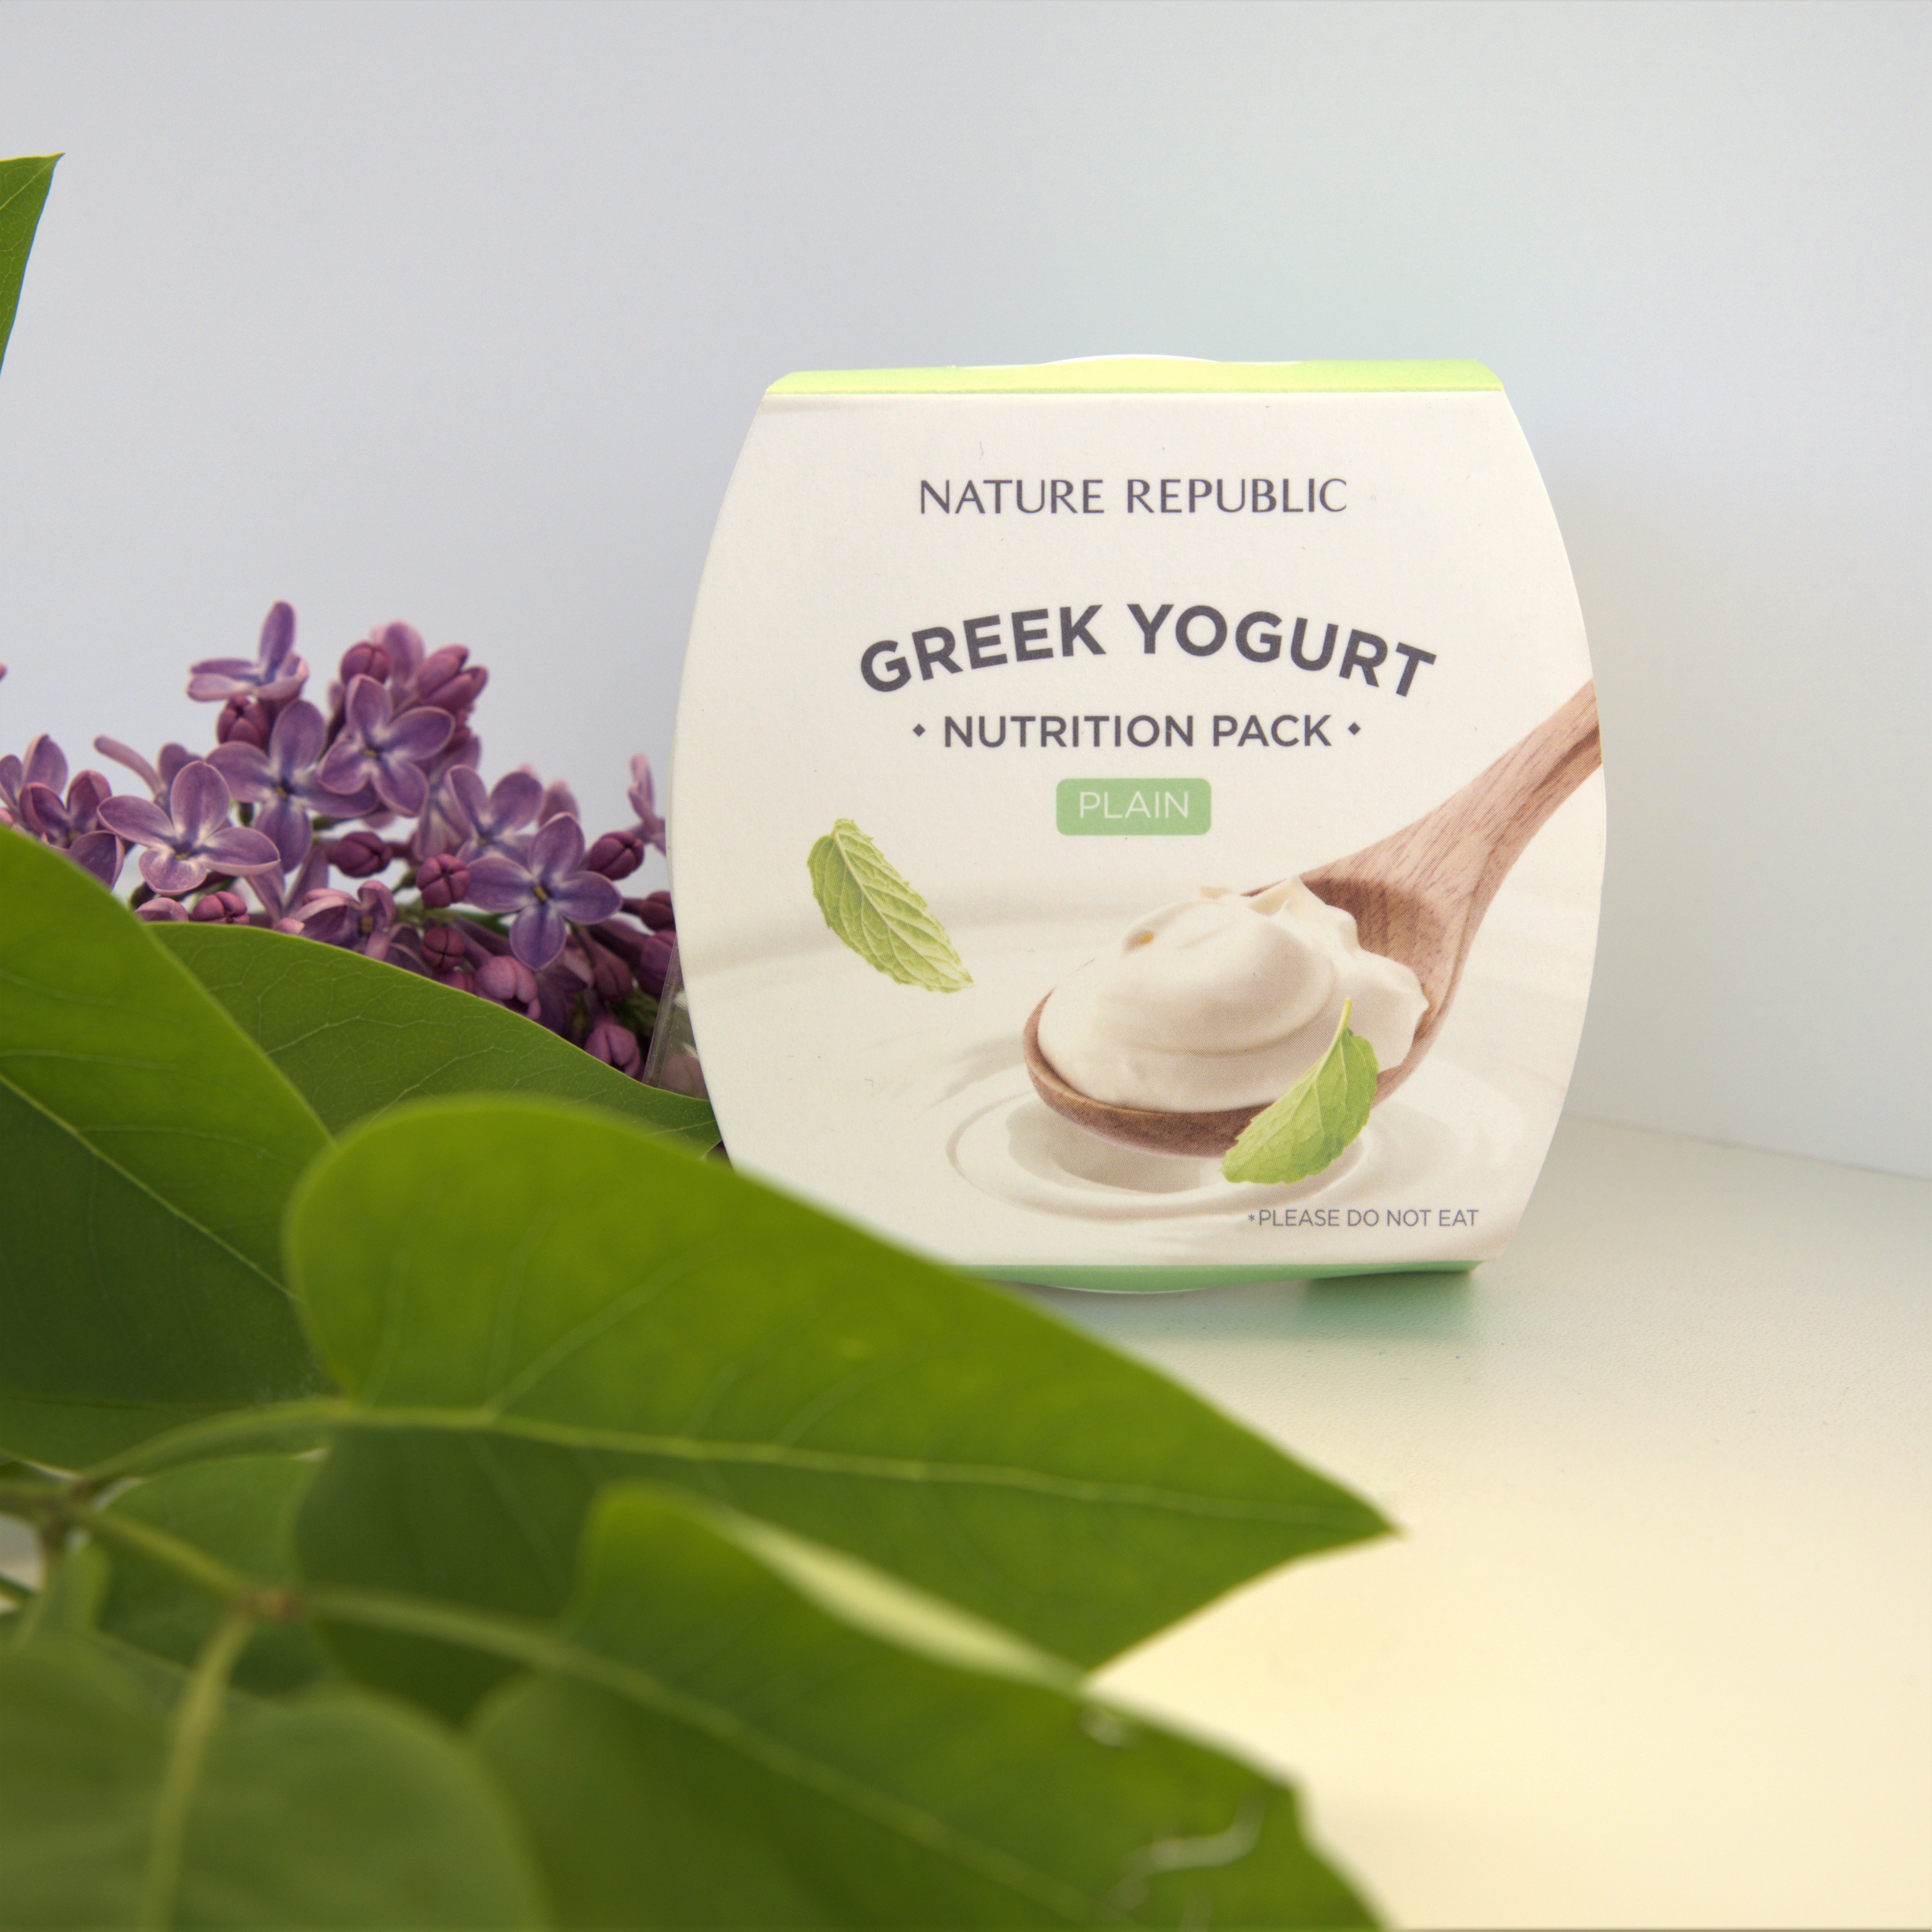 NATURE REPUBLIC
GREEK YOGURT
• NUTRITION PACK •
PLAIN
*PLEASE DO NOT EAT